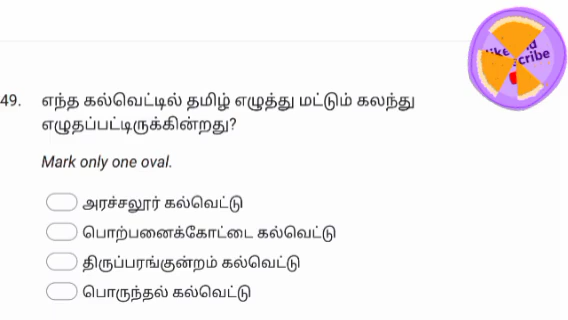 49. எந்த கல்வெட்டில் தமிழ் எழுத்து மட்டும் கலந்து
எழுதப்பட்டிருக்கின்றது?
Mark only one oval.
அரச்சலூர் கல்வெட்டு
பொற்பனைக்கோட்டை கல்வெட்டு
திருப்பரங்குன்றம் கல்வெட்டு
பொருந்தல் கல்வெட்டு